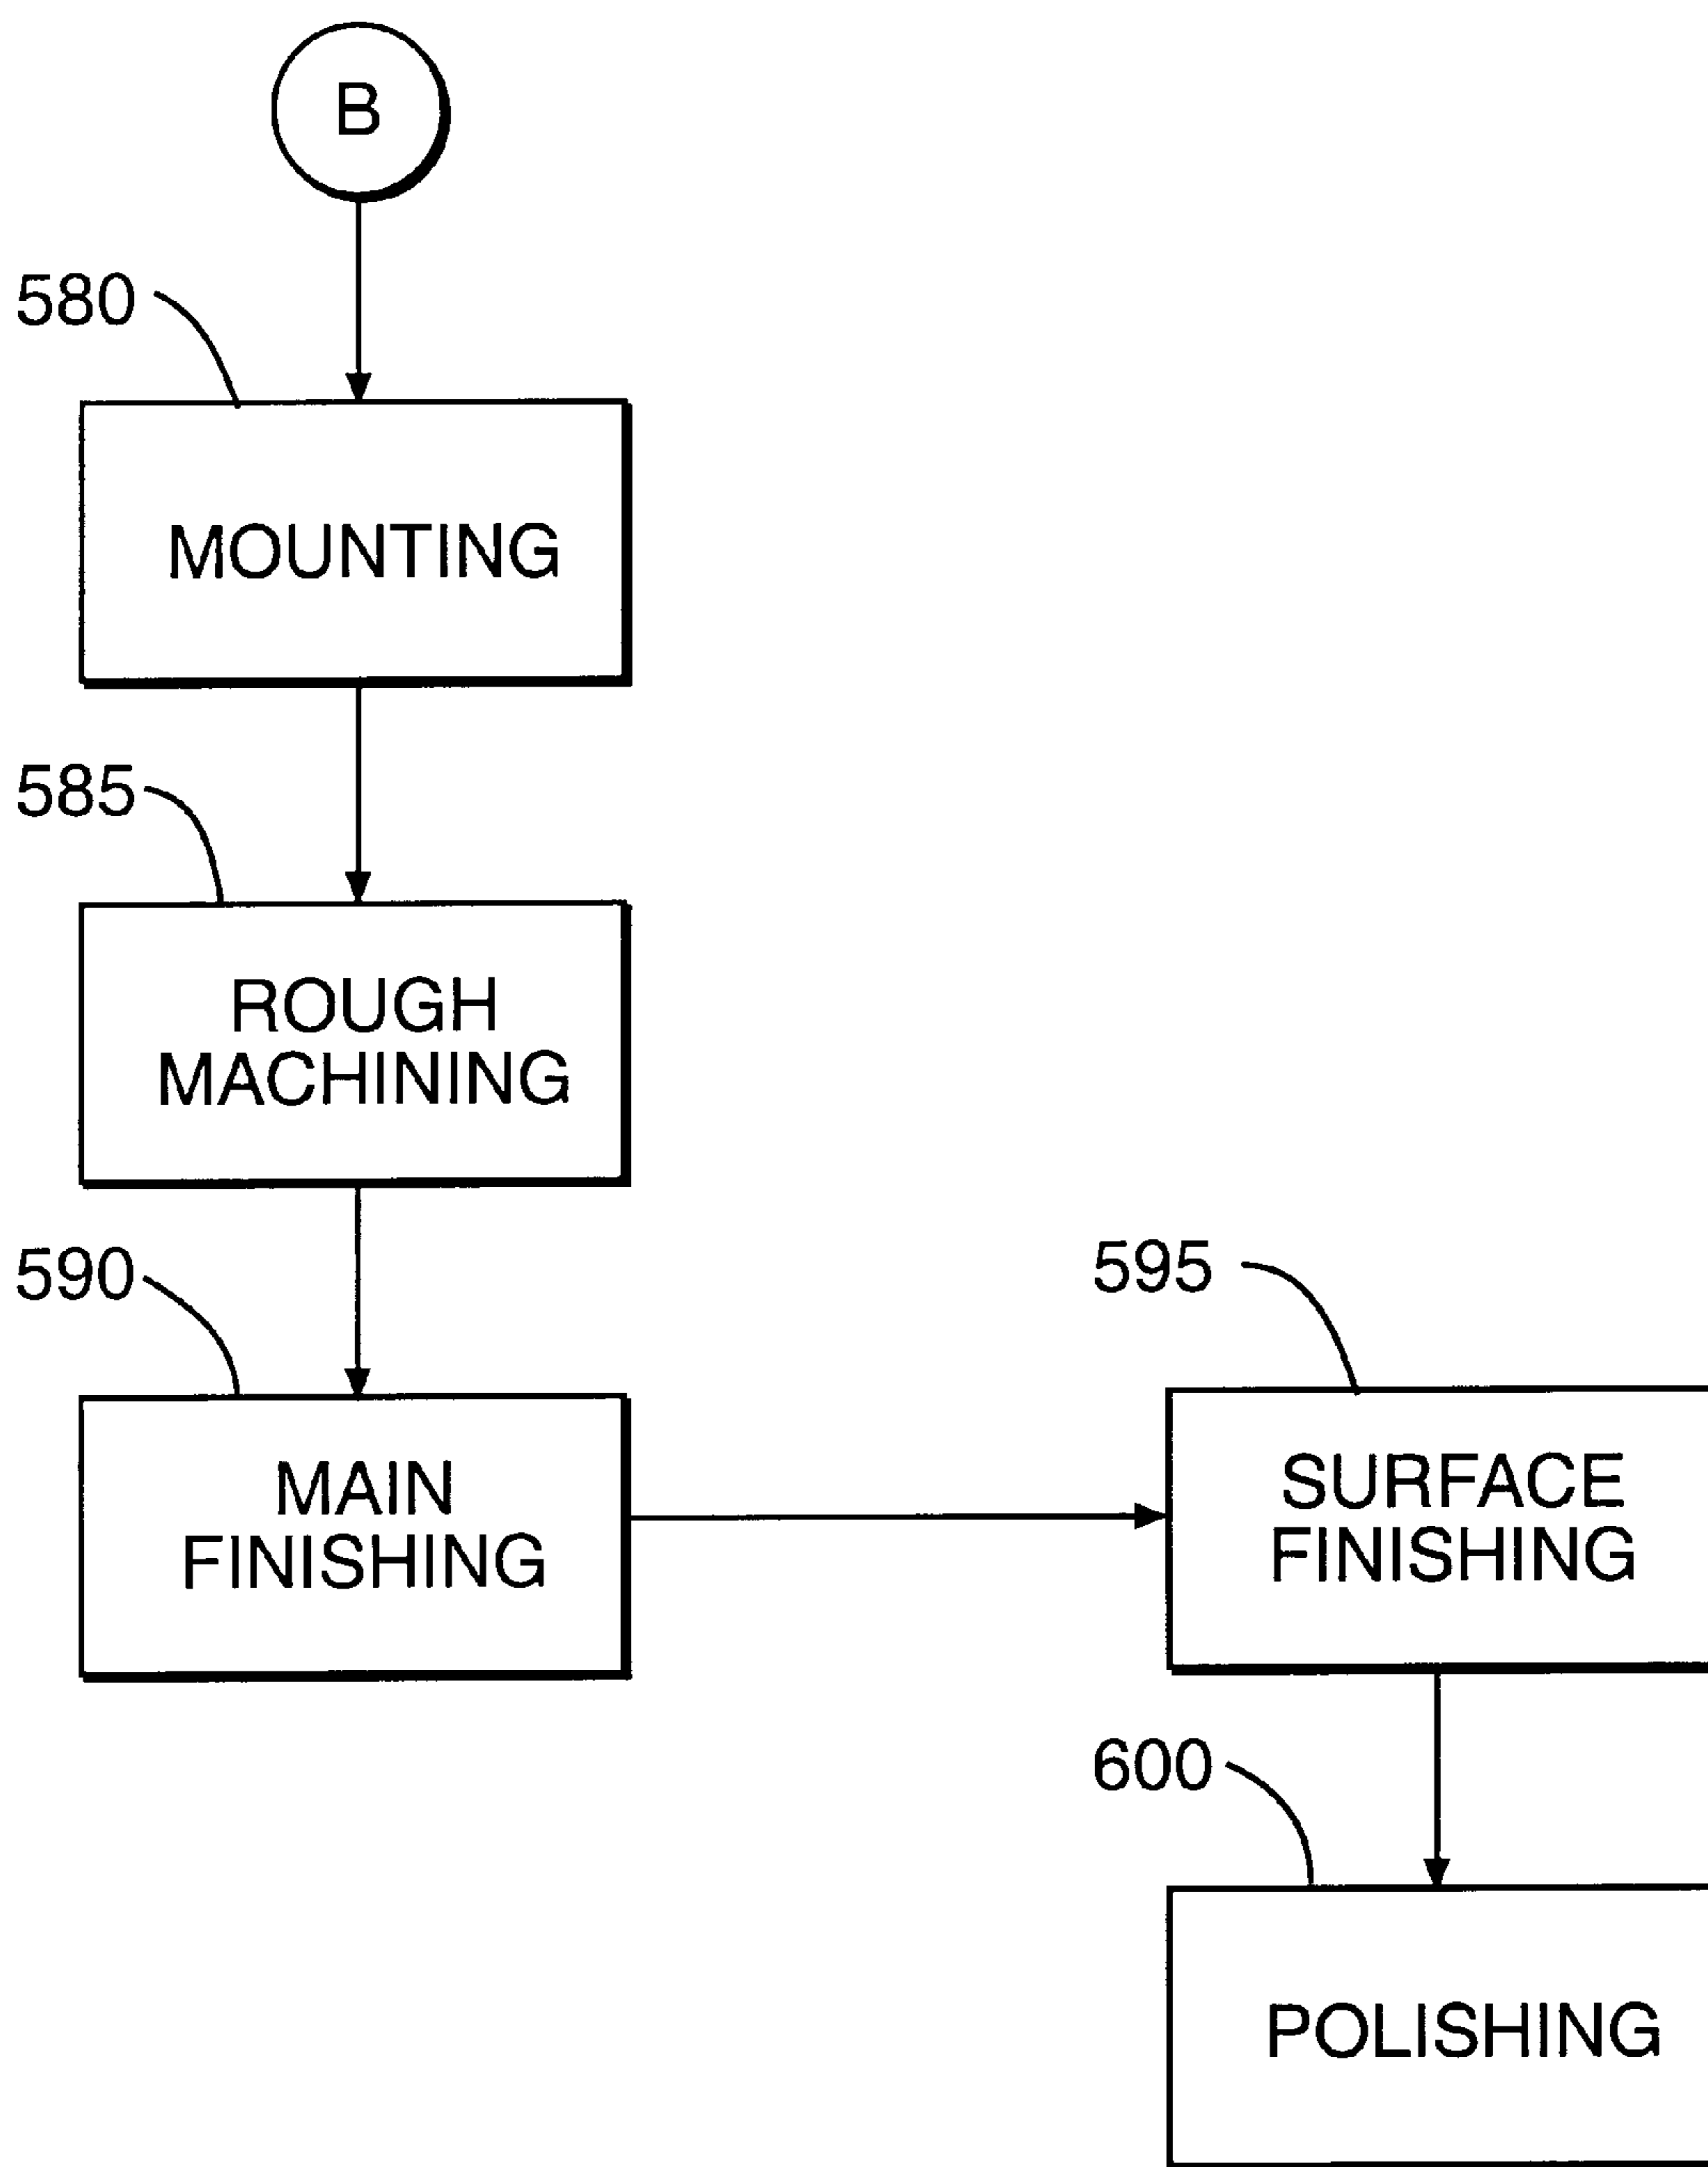 B
580
MOUNTING
585
ROUGH
MACHINING
590
MAIN
FINISHING
595
SURFACE
FINISHING
600
POLISHING